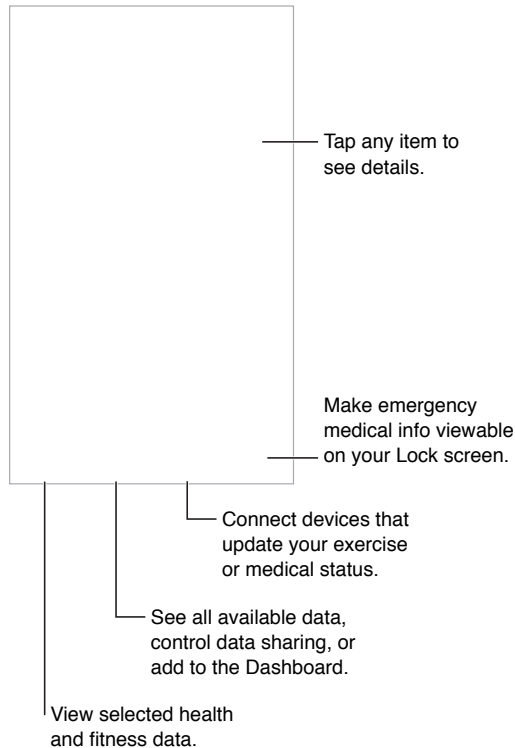 Tap any item to
see details.
Make emergency
medical info viewable
on your Lock screen.
Connect devices that
update your exercise
or medical status.
See all available data,
control data sharing, or
add to the Dashboard.
View selected health
and fitness data.